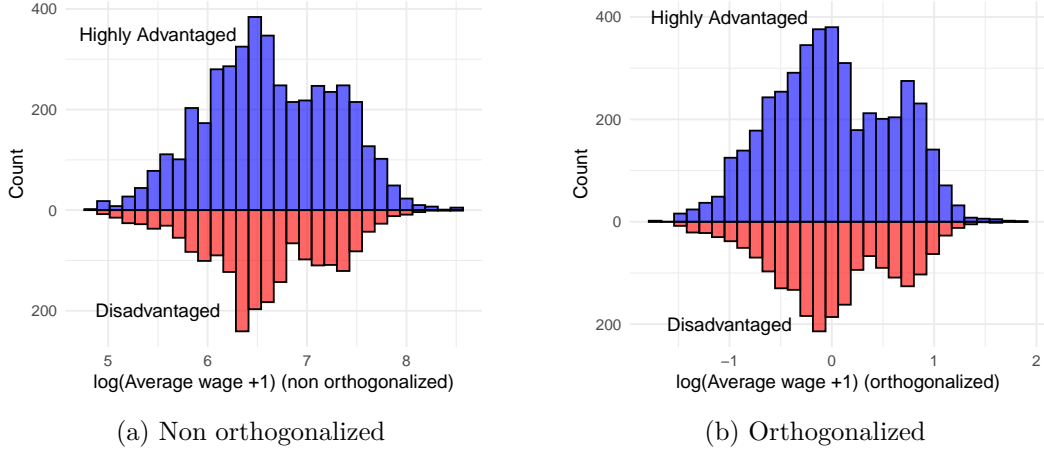 400
200
0
200
Count
Highly Advantaged
Disadvantaged
5 6 7 8
log(Average wage +1) (non orthogonalized)
(a) Non orthogonalized
400
200
0
200
Count
Highly Advantaged
Disadvantaged
−1 0 1 2
log(Average wage +1) (orthogonalized)
(b) Orthogonalized